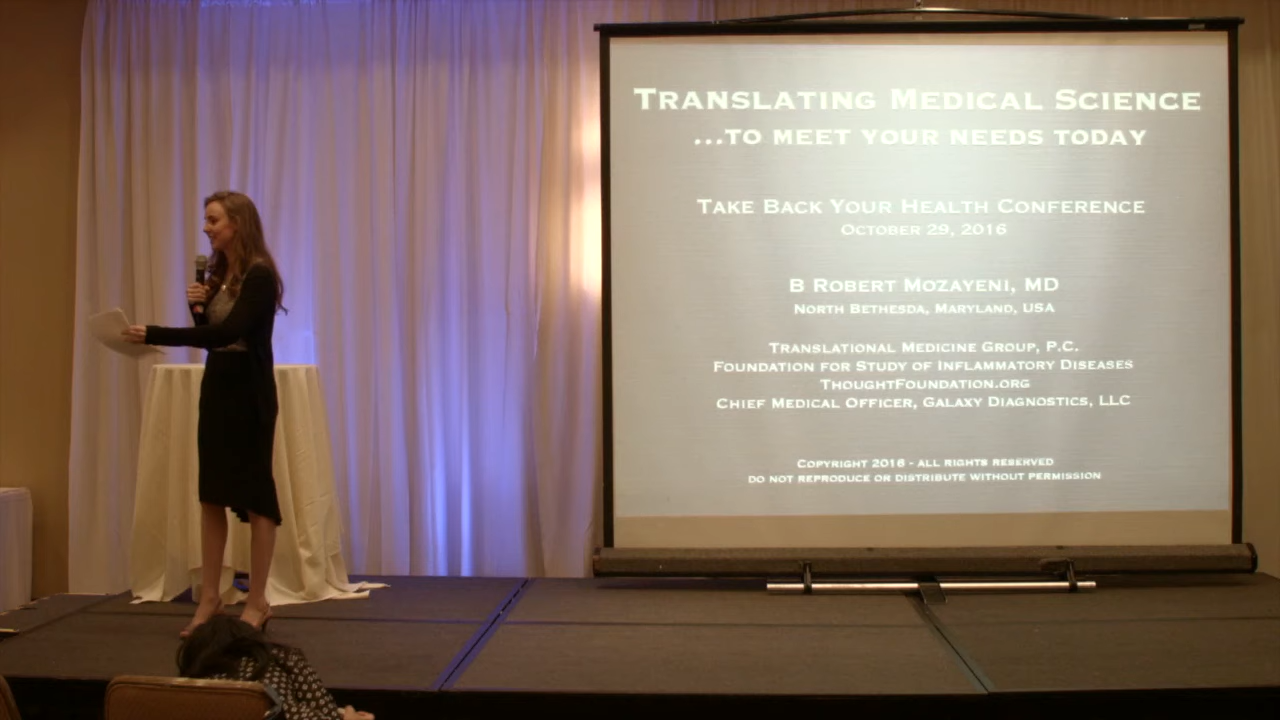 Translating Medical Science
...to meet your needs today
Take Back Your Health Conference
October 29, 2016
B Robert Mozayeni, MD
North Bethesda, Maryland, USA
Translational Medicine Group, P.C.
Foundation for Study of Inflammatory Diseases
ThoughtFoundation.org
Chief Medical Officer, Galaxy Diagnostics, LLC
Copyright 2016 - all rights reserved
do not reproduce or distribute without permission